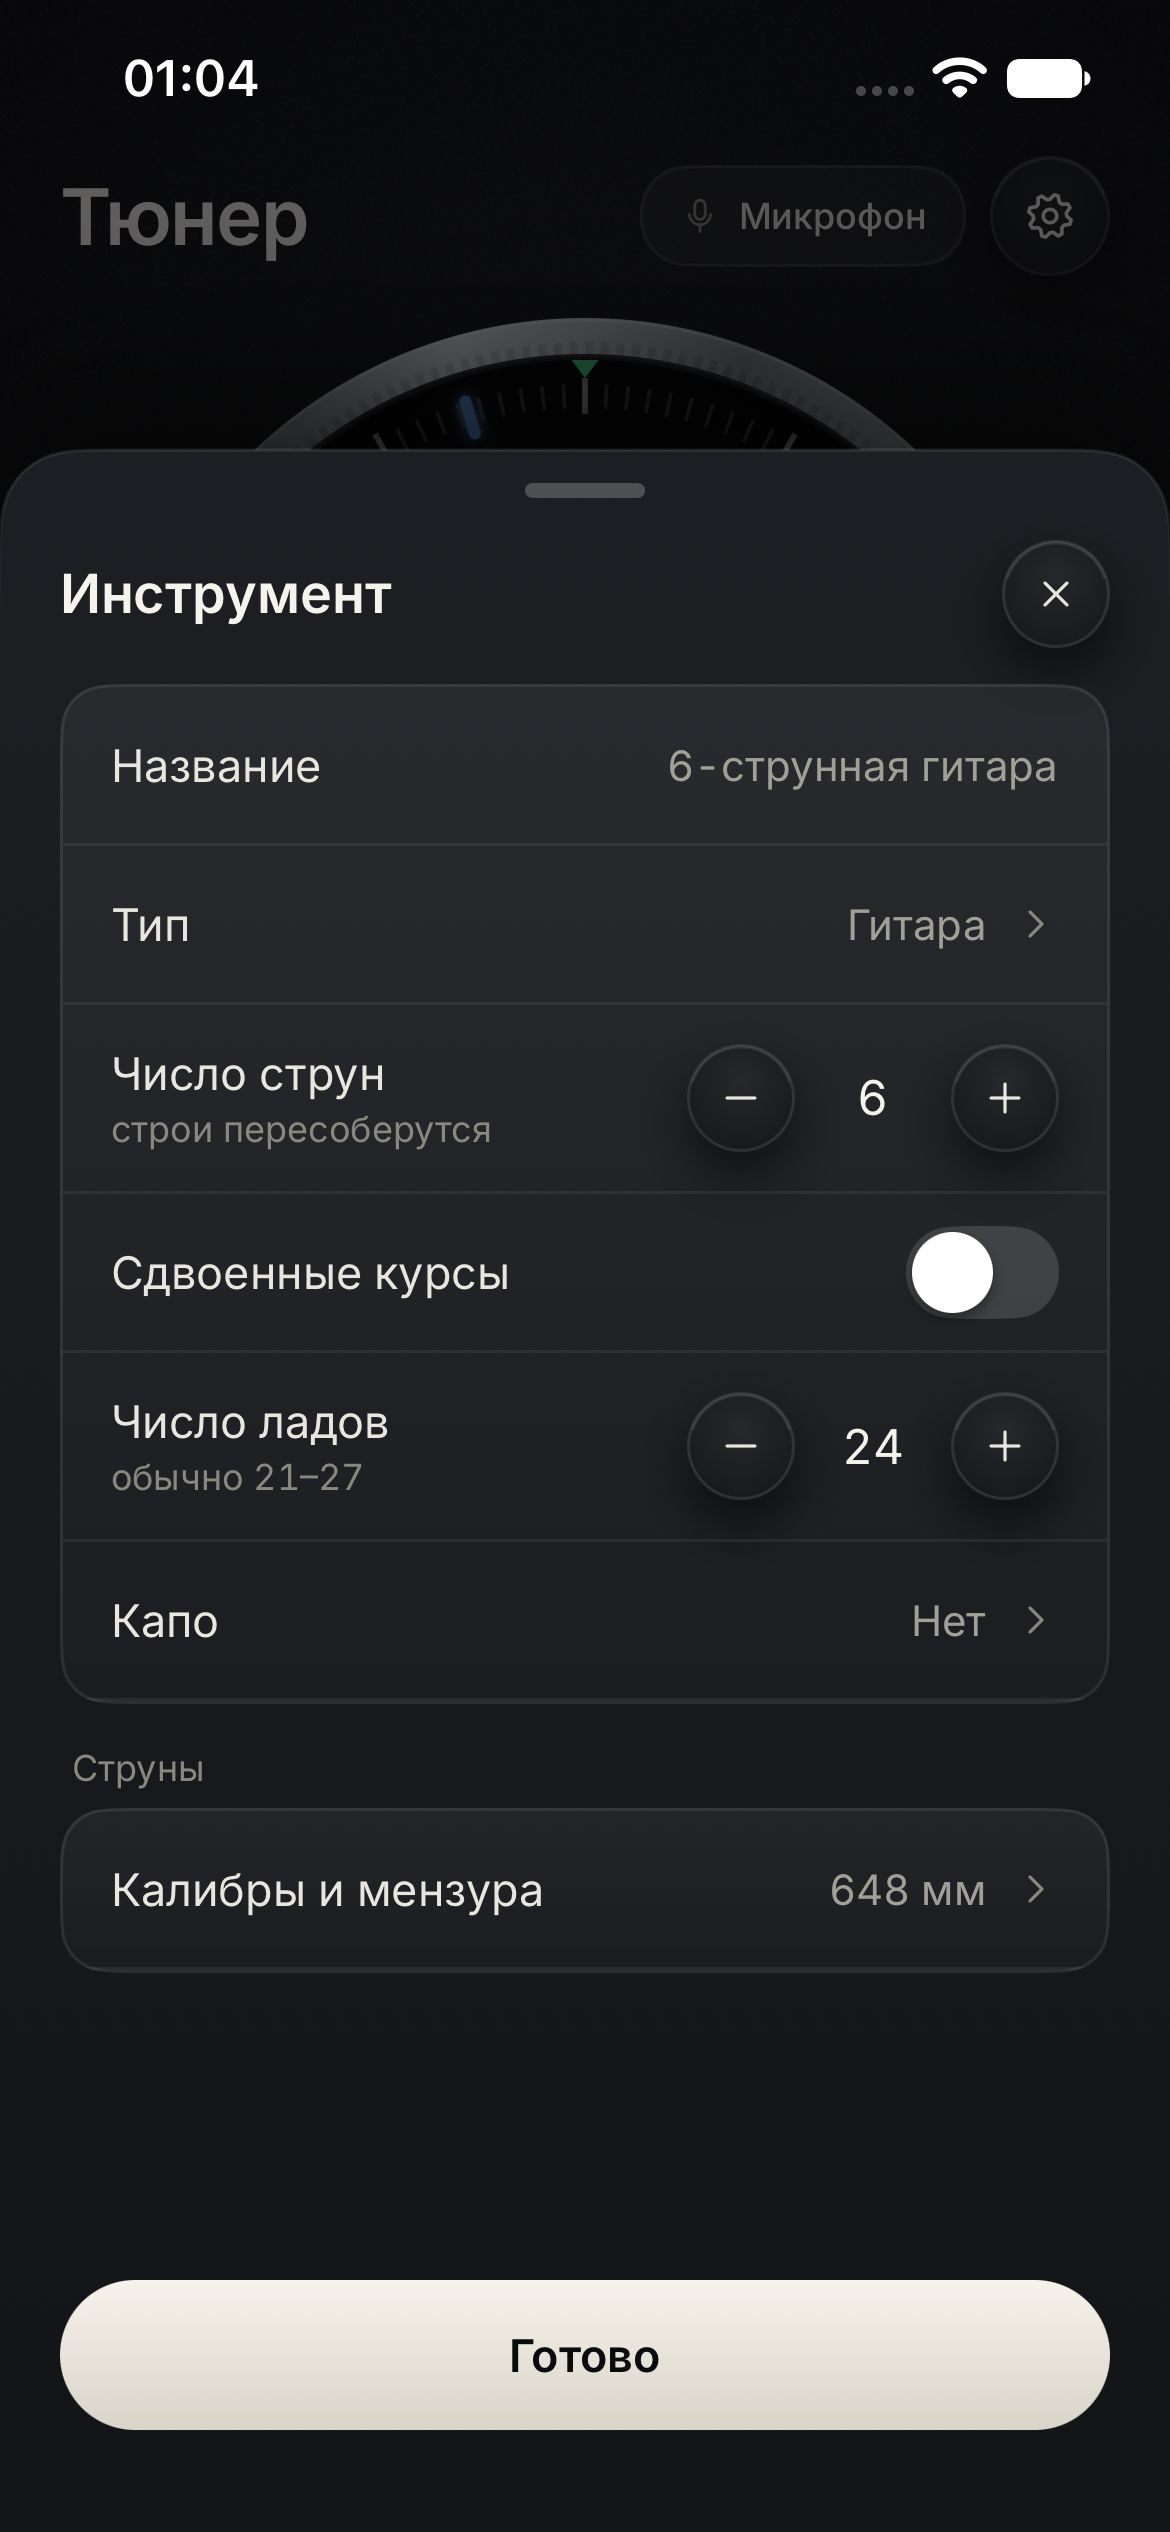 01:04
Тюнер
Микрофон
Инструмент
Название
6-струнная гитара
Тип
Гитара
Число струн
строи пересоберутся
6
Сдвоенные курсы
Число ладов
обычно 21–27
24
Капо
Нет
Струны
Калибры и мензура
648 мм
Готово